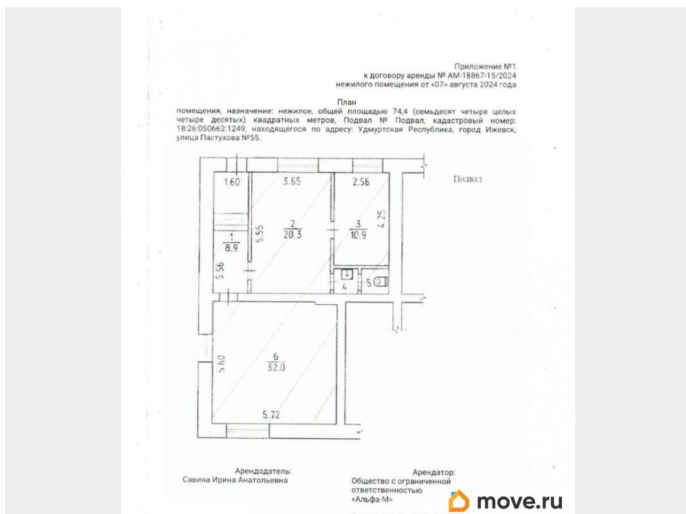 Приложение №1
к договору аренды № АМ-18867-15/2024
нежилого помещения от «07» августа 2024 года
План
помещения, назначение: нежилое, общей площадью 74,4 (семьдесят четыре целых
четыре десятых) квадратных метров, Подвал № Подвал, кадастровый номер:
18:26:050662:1249, находящегося по адресу: Удмуртская Республика, город Ижевск,
улица Пастухова №55.
Подвал
1.60 3.65 2.56
4.25
5.55
2
20.3
3
10.9
1
8.9
5.56
1
4 5
5.60
6
32.0
5.72
Арендодатель:
Савина Ирина Анатольевна
Арендатор:
Общество с ограниченной
ответственностью
«Альфа-М»
move.ru